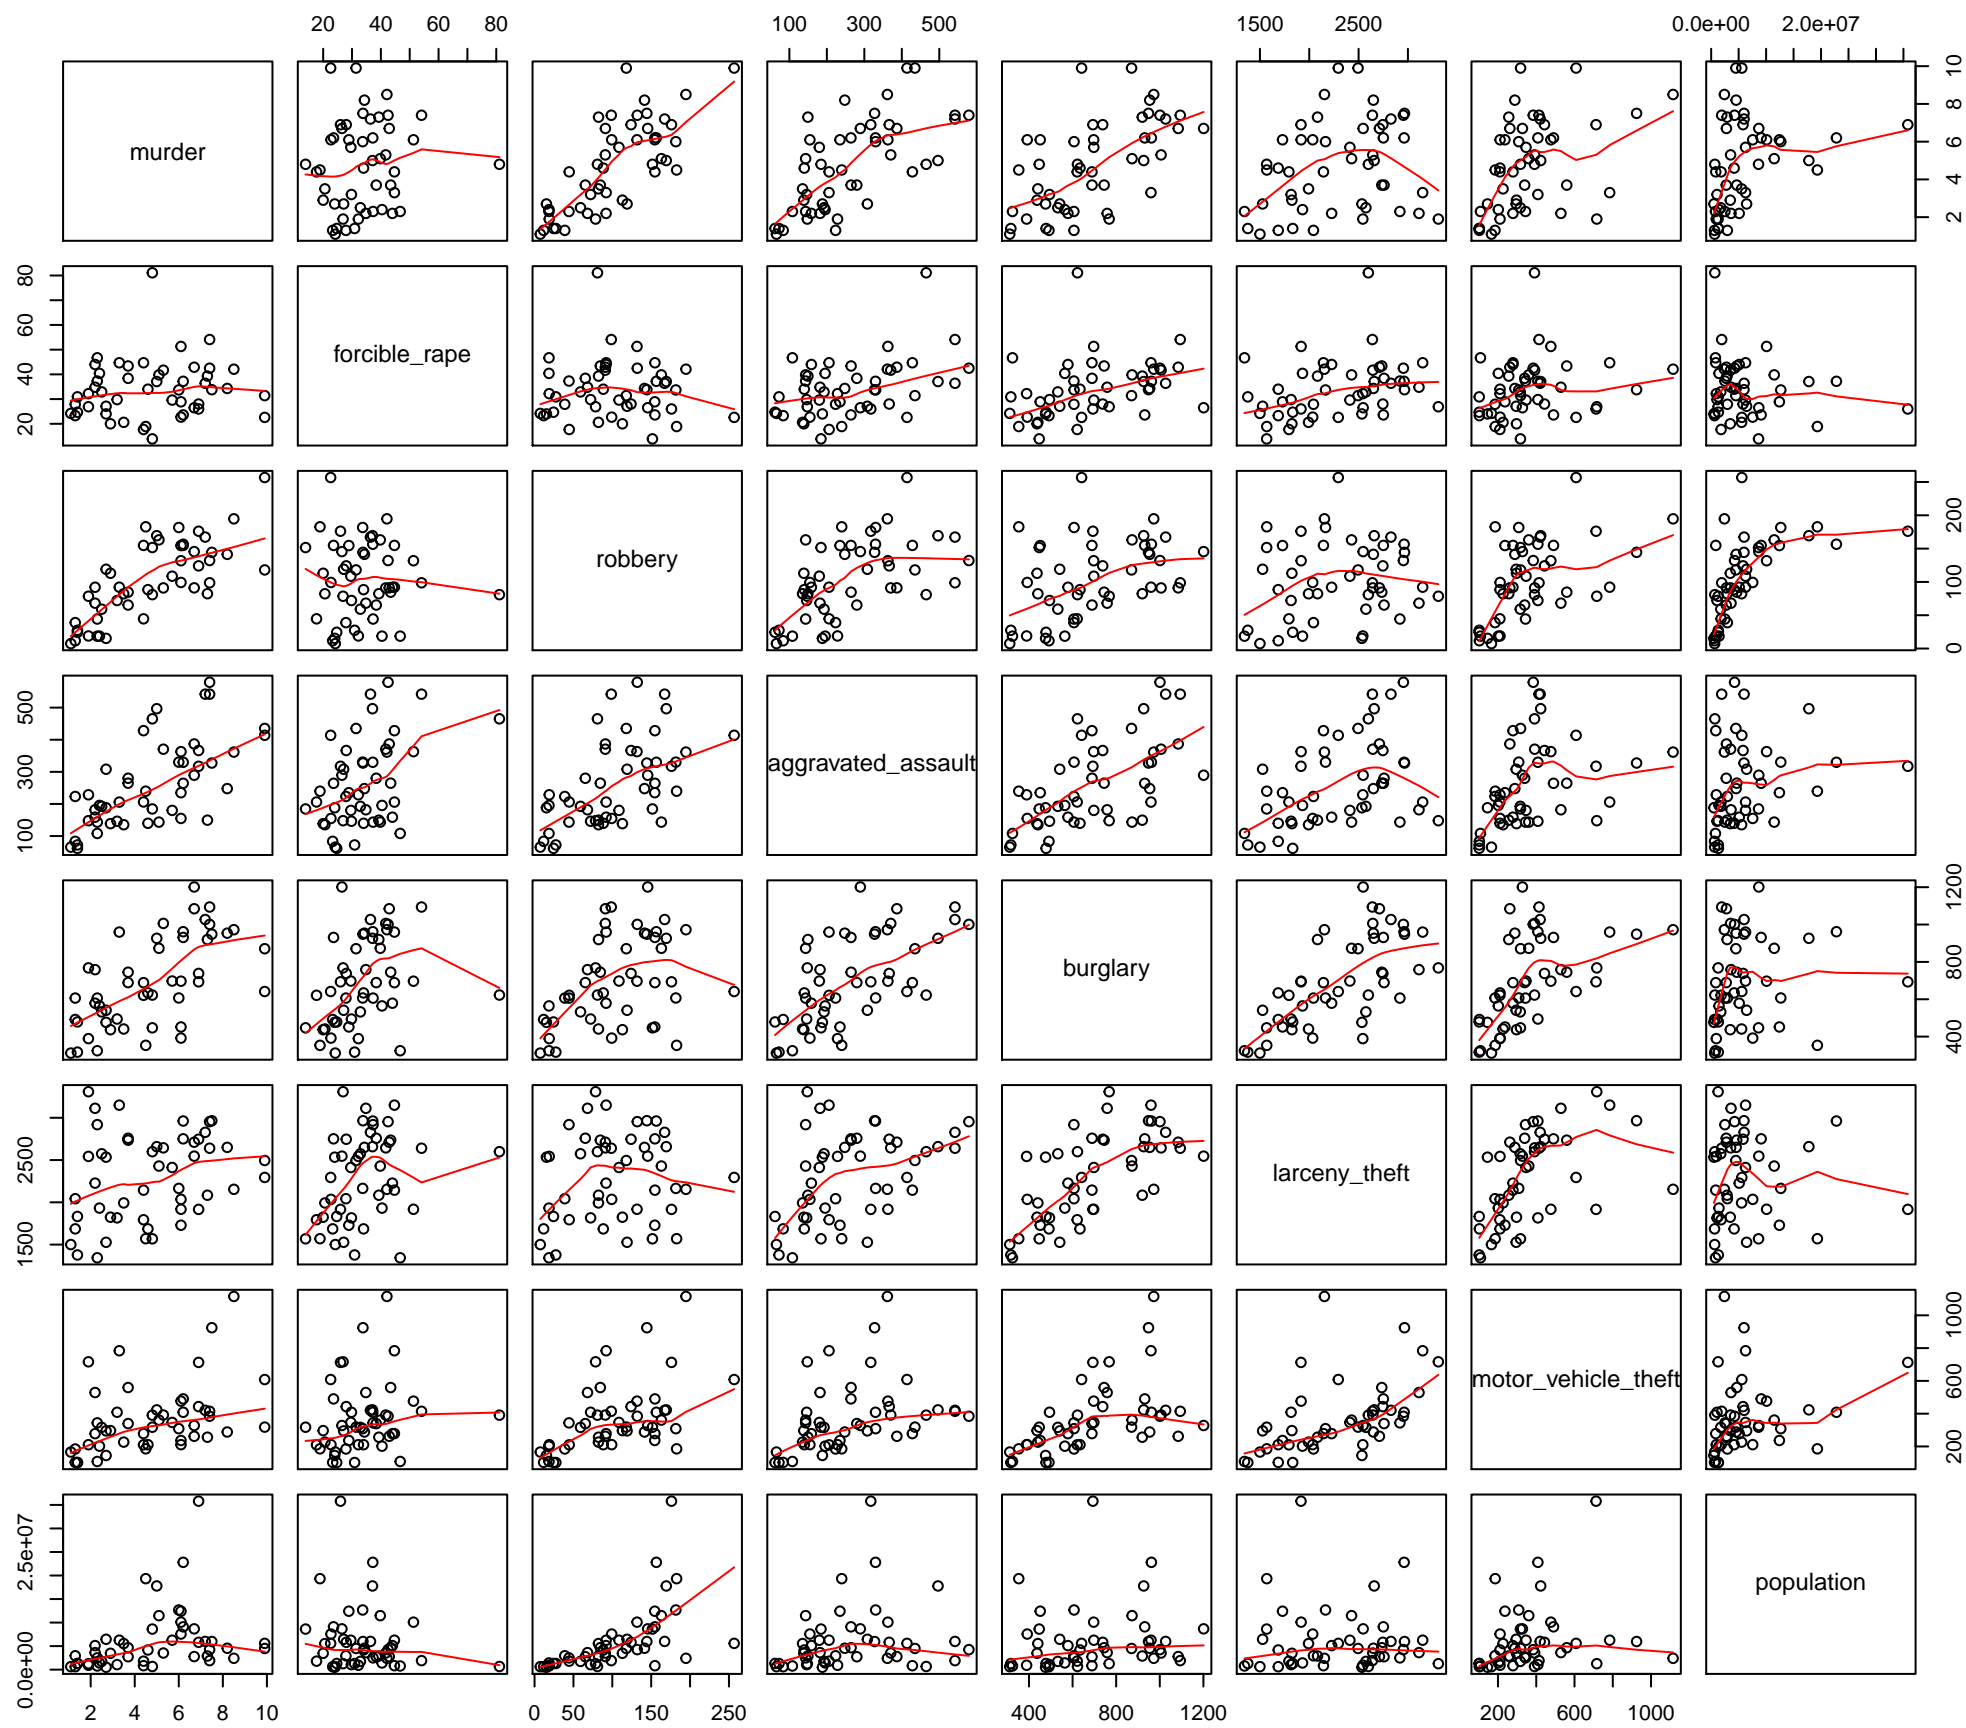 20 40 60 80 100 300 500 1500 2500 0.0e+00 2.0e+07
murder
2 4 6 8 10
20 40 60 80
forcible_rape
robbery
0 100 200
100 300 500
aggravated_assault
burglary
400 800 1200
1500 2500
larceny_theft
motor_vehicle_theft
200 600 1000
0.0e+00 2.5e+07
population
2 4 6 8 10 0 50 150 250 400 600 800 1000 1200 200 600 1000